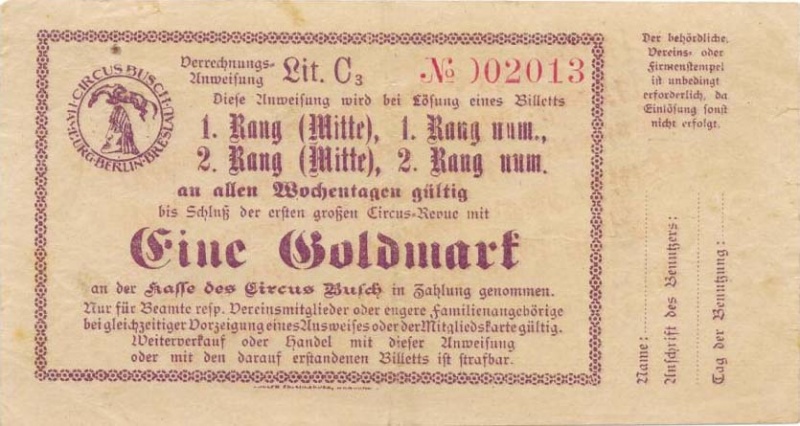 CIRCUS BUSCH
BURG-BERLIN-BRESLAU
Verrechnungs-
Anweisung Lit. C3 № 002013
Diese Anweisung wird bei Lösung eines Billetts
1. Rang (Mitte), 1. Rang num.,
2. Rang (Mitte), 2. Rang num.
an allen Wochentagen gültig
bis Schluß der ersten großen Circus-Revue mit
Eine Goldmark
an der Kasse des Circus Busch in Zahlung genommen.
Nur für Beamte resp. Vereinsmitglieder oder engere Familienangehörige
bei gleichzeitiger Vorzeigung eines Ausweises oder der Mitgliedskarte gültig.
Weiterverkauf oder Handel mit dieser Anweisung
oder mit den darauf erstandenen Billetts ist strafbar.
Der behördliche,
Vereins- oder
Firmenstempel
ist unbedingt
erforderlich, da
Einlösung sonst
nicht erfolgt.
Name:
Anschrift des Benutzers:
Tag der Benutzung: